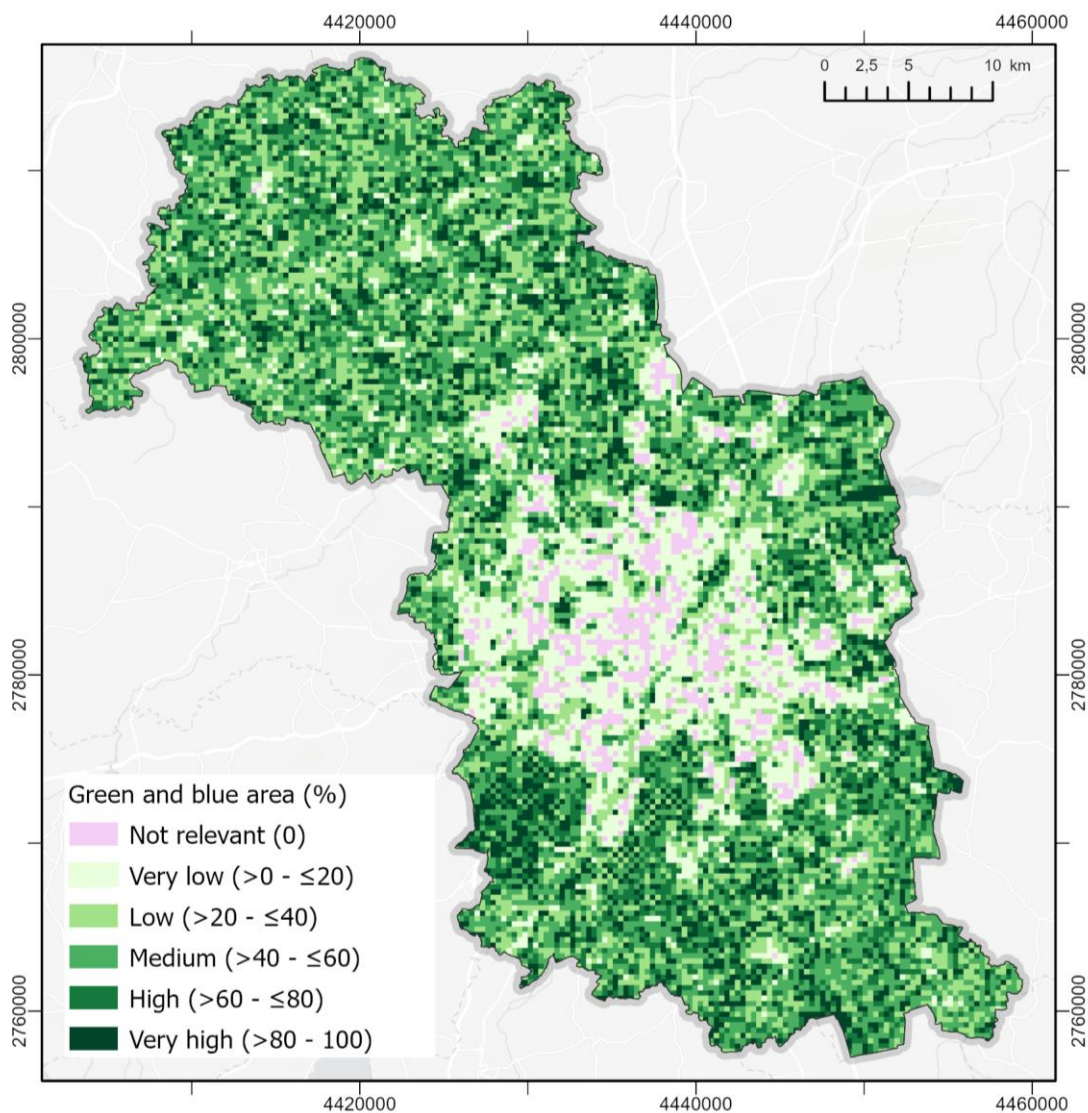 4420000 4440000 4460000
0 2,5 5 10 km
2800000 2800000
2780000 2780000
Green and blue area (%)
Not relevant (0)
Very low (>0 - ≤20)
Low (>20 - ≤40)
Medium (>40 - ≤60)
High (>60 - ≤80)
Very high (>80 - 100)
2760000 2760000
4420000 4440000 4460000